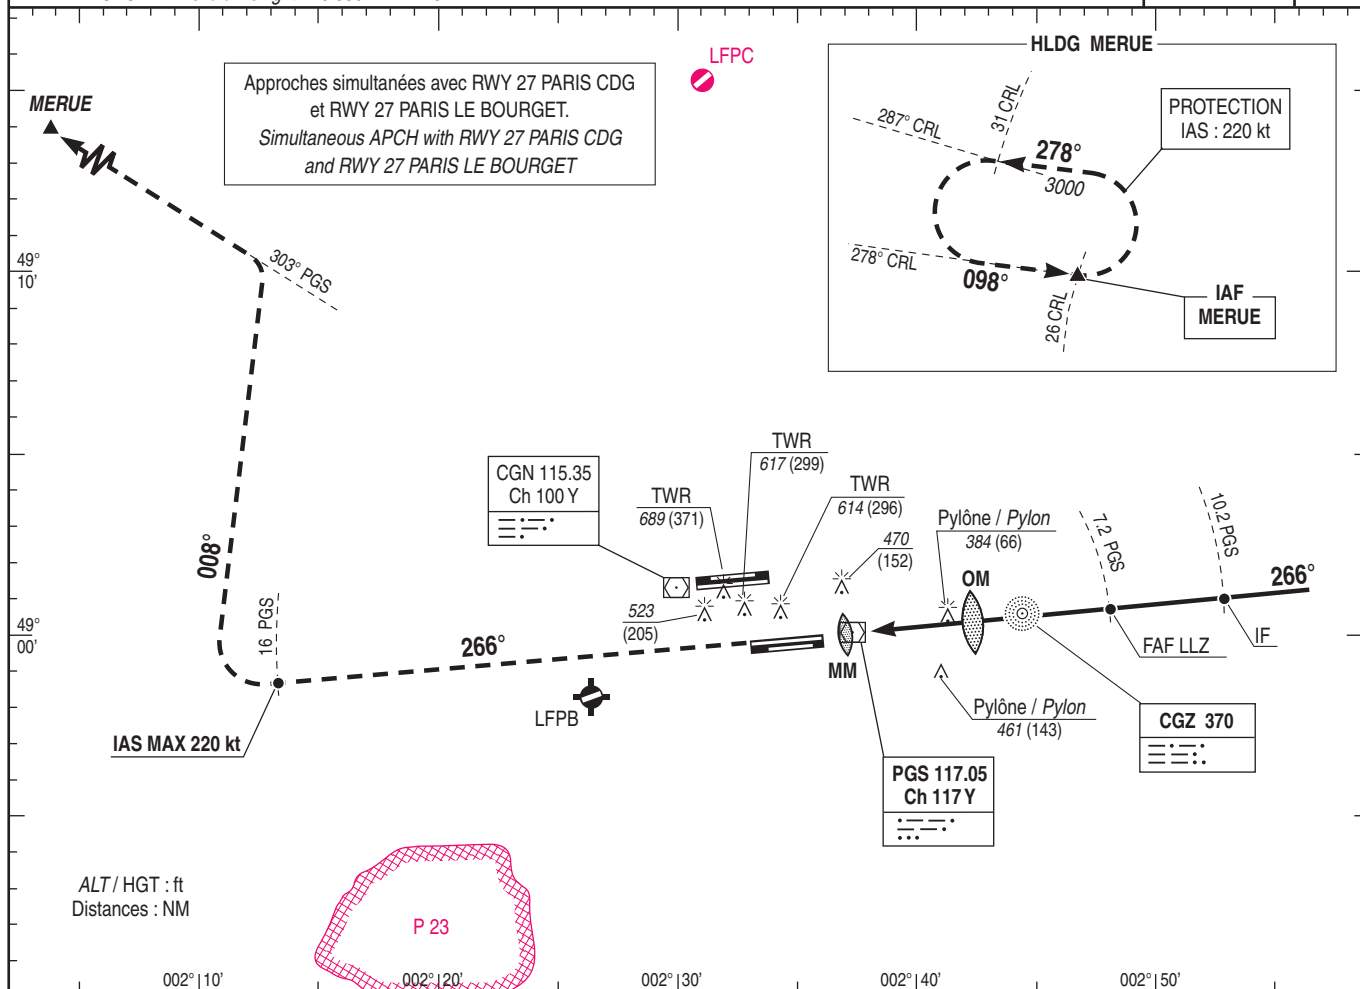 LFPC
HLDG MERUE
Approches simultanées avec RWY 27 PARIS CDG
et RWY 27 PARIS LE BOURGET.
Simultaneous APCH with RWY 27 PARIS CDG
and RWY 27 PARIS LE BOURGET
MERUE
287° CRL
31 CRL
PROTECTION
IAS : 220 kt
278°
3000
278° CRL
098°
26 CRL
IAF
MERUE
303° PGS
49°
10'
TWR
617 (299)
CGN 115.35
Ch 100 Y
TWR
689 (371)
TWR
614 (296)
470
(152)
Pylône / Pylon
384 (66)
7.2 PGS
10.2 PGS
008°
OM
266°
523
(205)
16 PGS
49°
00'
266°
MM
FAF LLZ
IF
LFPB
Pylône / Pylon
461 (143)
CGZ 370
IAS MAX 220 kt
PGS 117.05
Ch 117 Y
ALT / HGT : ft
Distances : NM
P 23
002° 10'
002° 20'
002° 30'
002° 40'
002° 50'